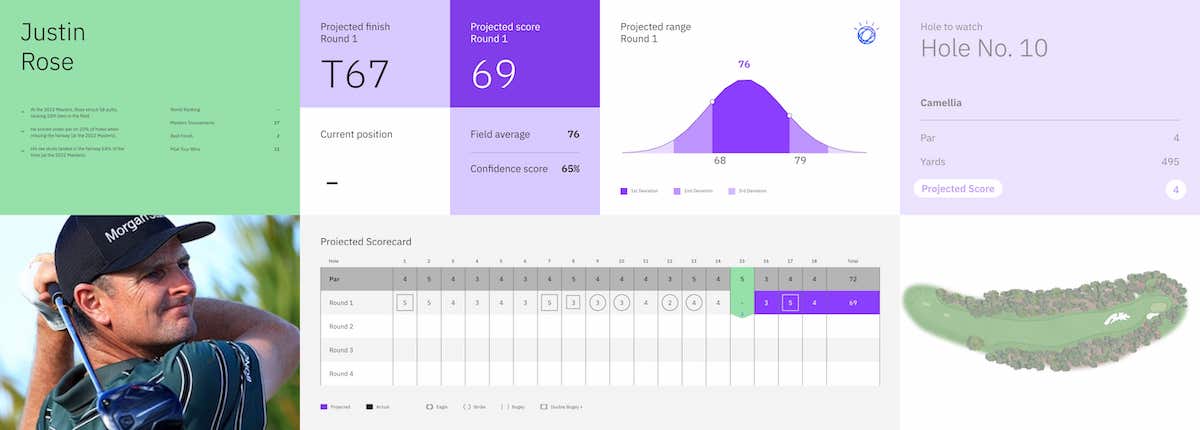 Justin
Rose
At the 2022 Masters, Rose struck 58 putts,
He scored under par on 20% of holes when
missing the fairway (at the 2022 Masters).
His tee shots landed in the fairway 64% of the
time (at the 2022 Masters).
World Ranking –
Masters Tournaments 17
Best Finish 2
PGA Tour Wins
Projected finish
Round 1
T67
Current position
–
Projected score
Round 1
69
Field average 76
Confidence score 65%
Projected range
Round 1
76
68 79
1st Deviation 2nd Deviation 3rd Deviation
Hole to watch
Hole No. 10
Camellia
Par 4
Yards 495
Projected Score 4
Morgan
Projected Scorecard
Hole 1 2 3 4 5 6 7 8 9 10 11 12 13 14 15 16 17 18 Total
Par 4 5 4 3 4 3 4 5 4 4 4 3 5 4 5 3 4 4 72
Round 1 5 5 4 3 4 3 5 3 3 3 4 2 4 4 - 3 5 4 69
Round 2
Round 3
Round 4
Projected Actual Eagle Birdie Bogey Double Bogey +